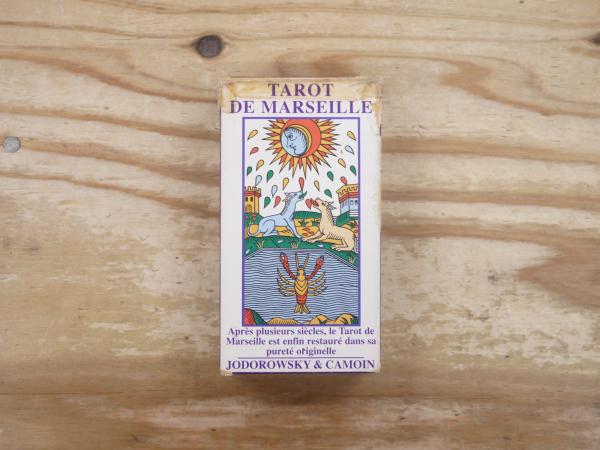 TAROT
DE MARSEILLE
Après plusieurs siècles, le Tarot de
Marseille est enfin restauré dans sa
pureté originelle
JODOROWSKY & CAMOIN